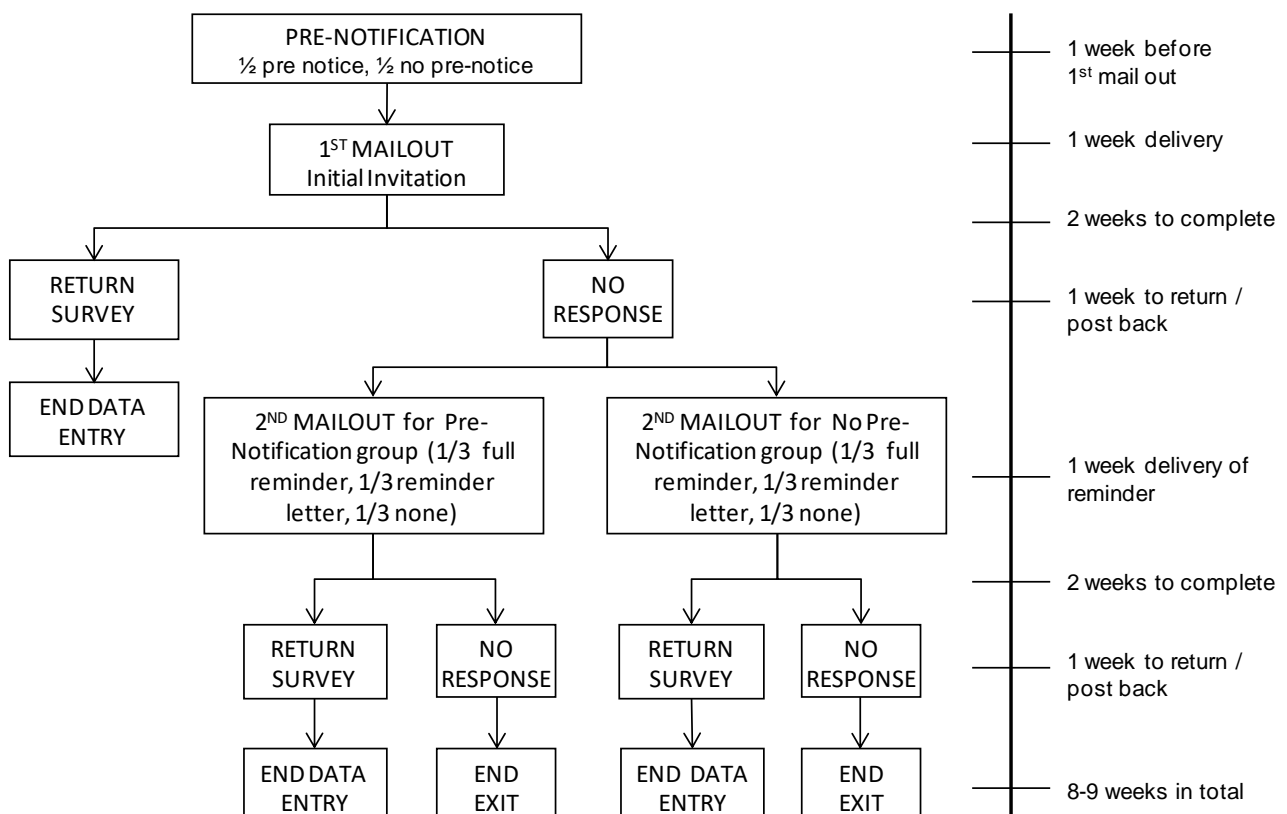 PRE-NOTIFICATION
½ pre notice, ½ no pre-notice
1 week before
1st mail out
1ST MAILOUT
Initial Invitation
1 week delivery
2 weeks to complete
RETURN
SURVEY
NO
RESPONSE
1 week to return /
post back
END DATA
ENTRY
2ND MAILOUT for Pre-
Notification group (1/3 full
reminder, 1/3 reminder
letter, 1/3 none)
2ND MAILOUT for No Pre-
Notification group (1/3 full
reminder, 1/3 reminder
letter, 1/3 none)
1 week delivery of
reminder
2 weeks to complete
RETURN
SURVEY
NO
RESPONSE
RETURN
SURVEY
NO
RESPONSE
1 week to return /
post back
END DATA
ENTRY
END
EXIT
END DATA
ENTRY
END
EXIT
8-9 weeks in total